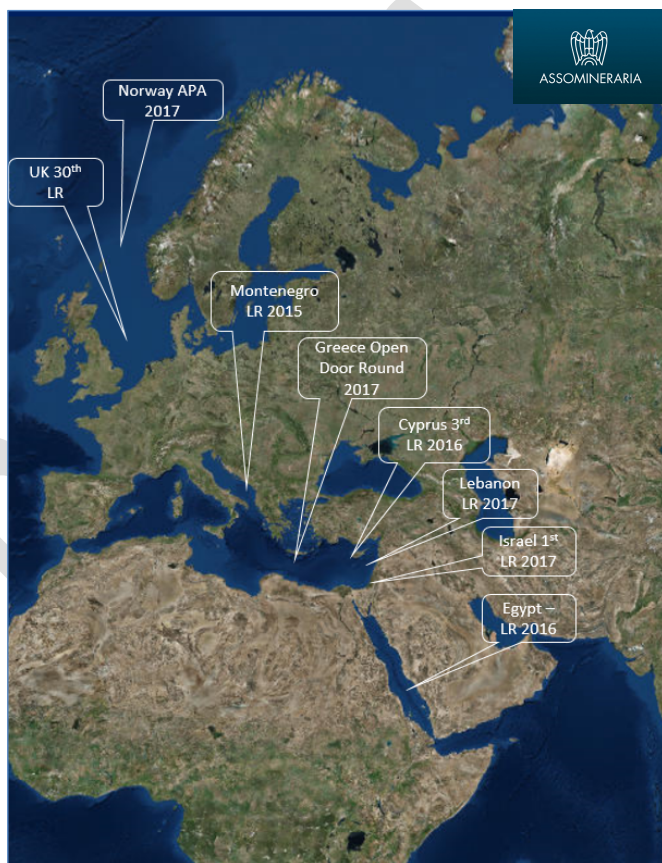 ASSOMINERARIA
Norway APA
2017
UK 30th
LR
Montenegro
LR 2015
Greece Open
Door Round
2017
Cyprus 3rd
LR 2016
Lebanon
LR 2017
Israel 1st
LR 2017
Egypt –
LR 2016